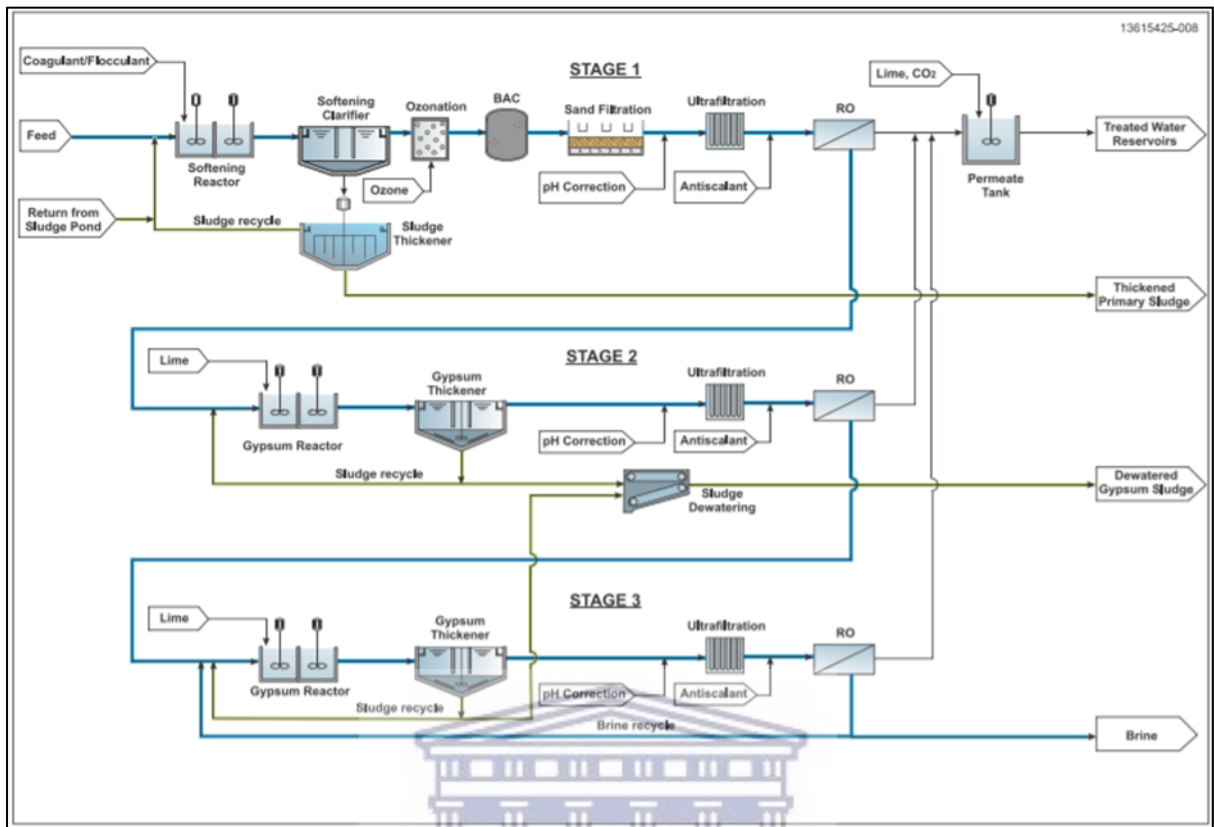 13615425-008
Coagulant/Flocculant
STAGE 1
Lime, CO₂
Softening
Clarifier
Ozonation
BAC
Sand Filtration
Ultrafiltration
RO
Feed
Treated Water
Reservoirs
Softening
Reactor
Ozone
pH Correction
Antiscalant
Permeate
Tank
Return from
Sludge Pond
Sludge recycle
Sludge
Thickener
Thickened
Primary Sludge
STAGE 2
Lime
Gypsum
Thickener
Ultrafiltration
RO
Gypsum Reactor
pH Correction
Antiscalant
Sludge recycle
Sludge
Dewatering
Dewatered
Gypsum Sludge
STAGE 3
Lime
Gypsum
Thickener
Ultrafiltration
RO
Gypsum Reactor
pH Correction
Antiscalant
Sludge recycle
Brine recycle
Brine